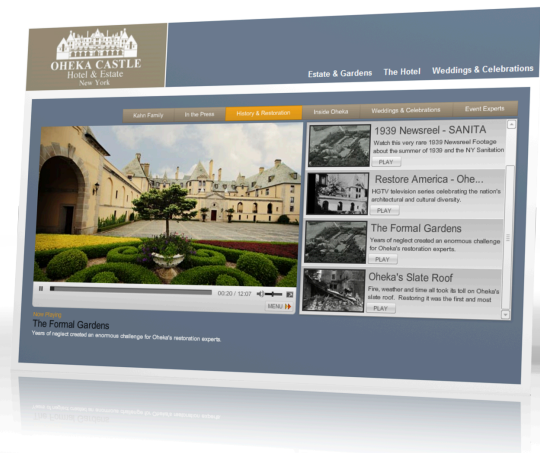 OHEKA CASTLE
Hotel & Estate
New York
Estate & Gardens The Hotel Weddings & Celebrations
Kahn Family In the Press History & Restoration Inside Oheka Weddings & Celebrations Event Experts
1939 Newsreel - SANITA
Watch this very rare 1939 Newsreel Footage
about the summer of 1939 and the NY Sanitation
PLAY
Restore America - Ohe...
HGTV television series celebrating the nation's
architectural and cultural diversity.
PLAY
The Formal Gardens
Years of neglect created an enormous challenge
for Oheka's restoration experts.
PLAY
Oheka's Slate Roof
Fire, weather and time all took its toll on Oheka's
slate roof. Restoring it was the first and most
PLAY
00:20 / 12:07
MENU
Now Playing
The Formal Gardens
Years of neglect created an enormous challenge for Oheka's restoration experts.